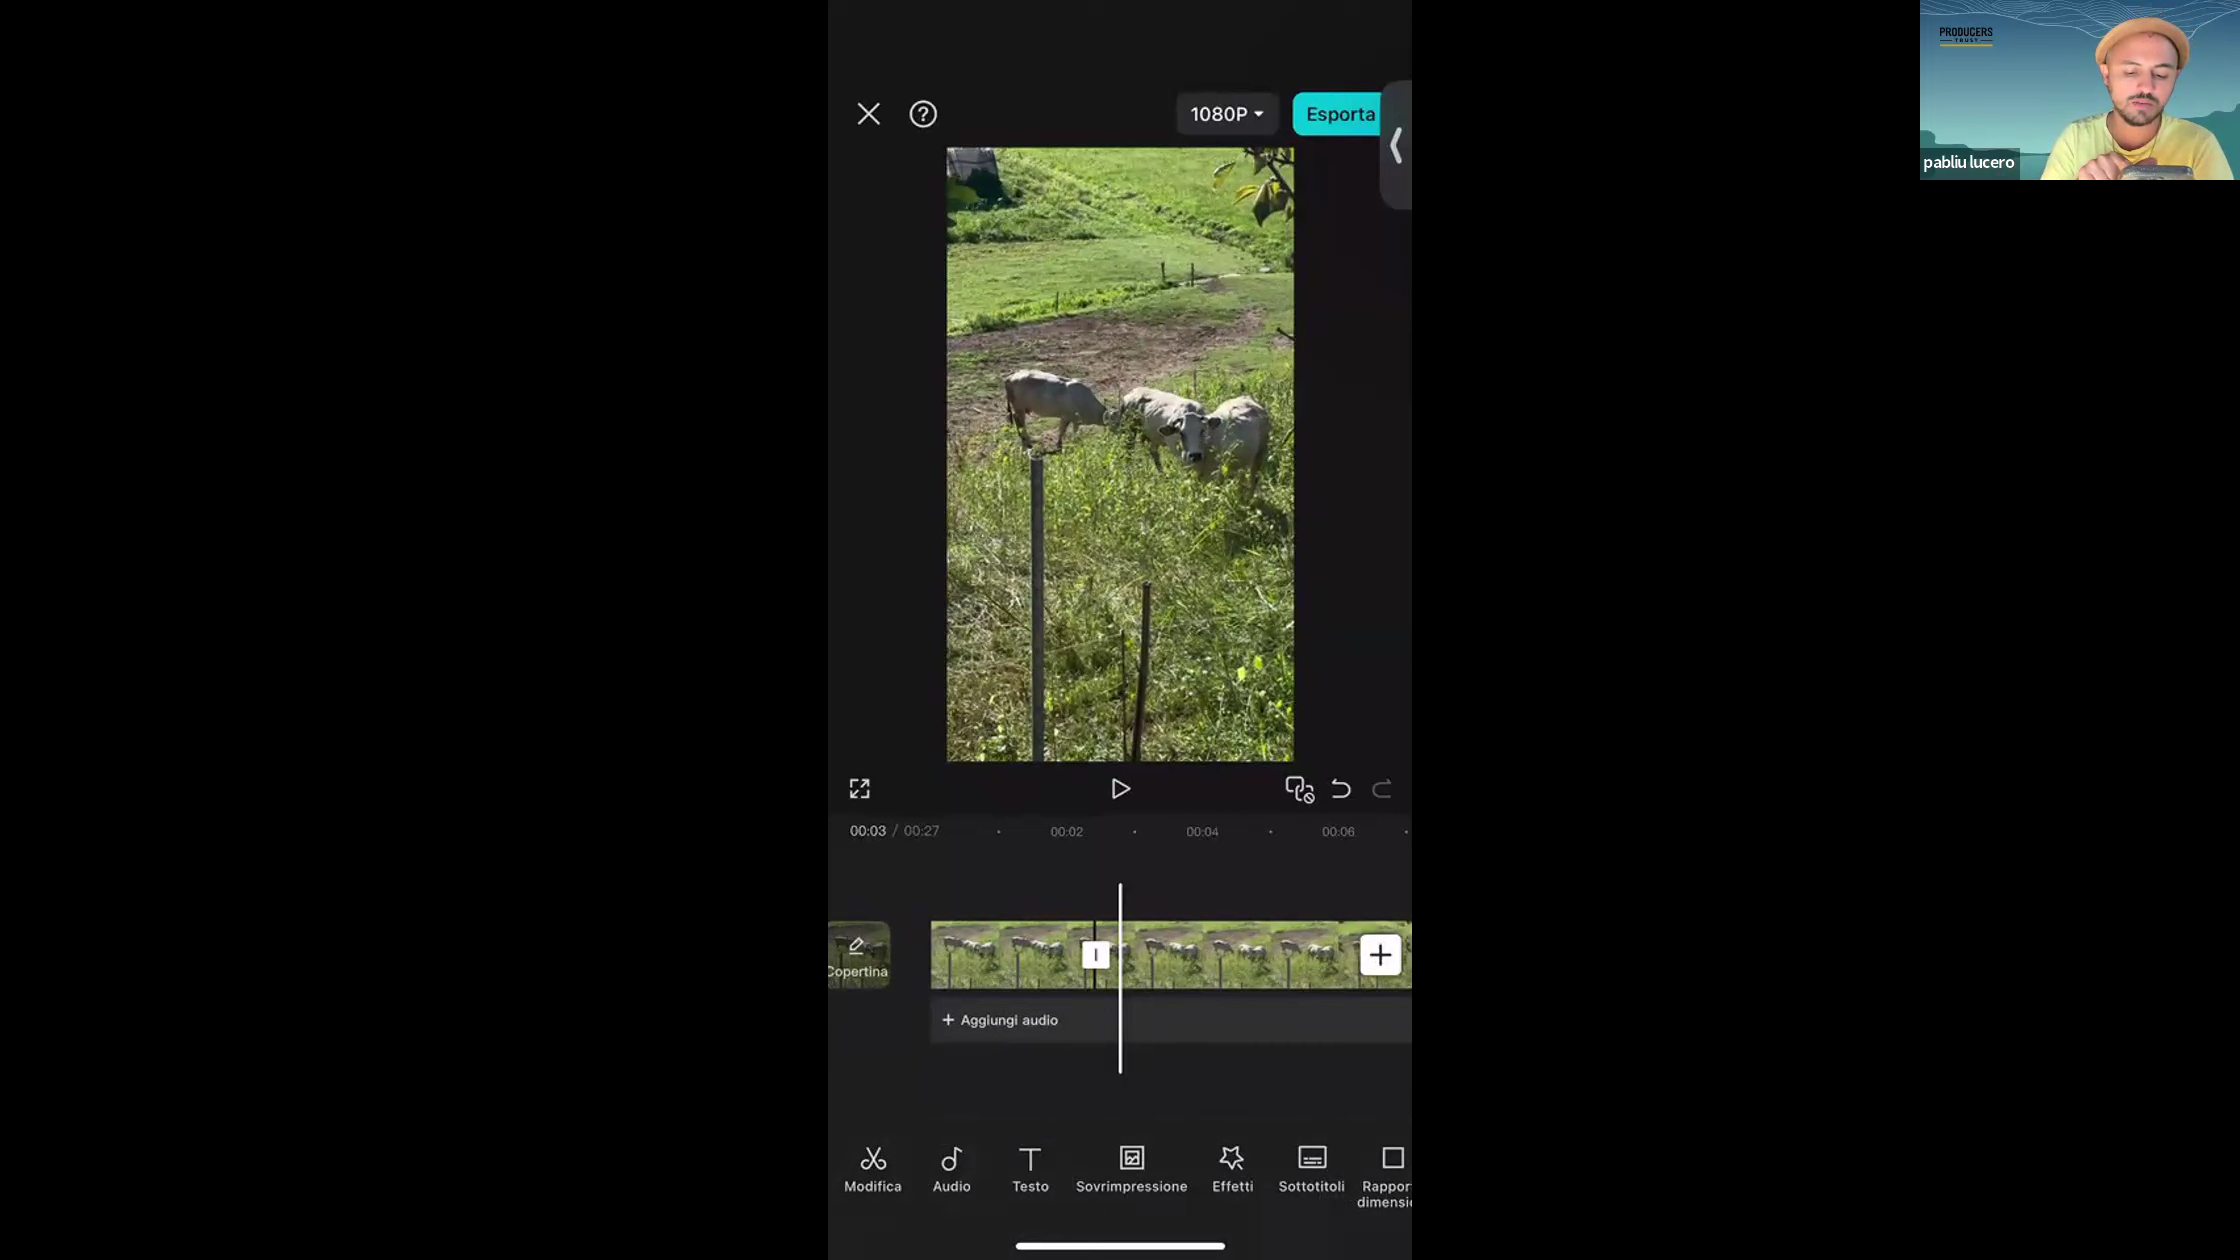 PRODUCERS
TRUST
pabliu lucero
1080P
Esporta
00:03 / 00:27
00:02
00:04
00:06
Copertina
+ Aggiungi audio
Modifica
Audio
Testo
Sovrimpressione
Effetti
Sottotitoli
Rappor
dimensi